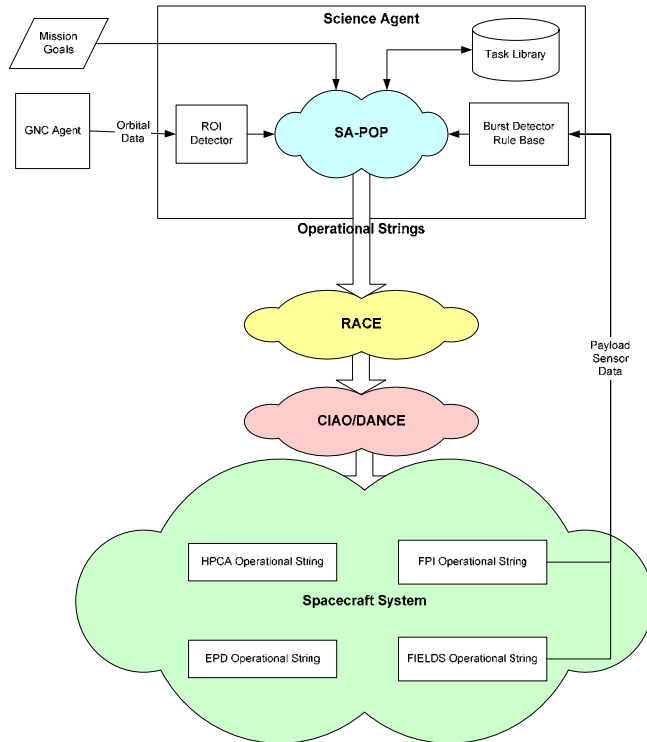 Science Agent
Mission
Goals
Task Library
GNC Agent
Orbital
Data
ROI
Detector
SA-POP
Burst Detector
Rule Base
Operational Strings
RACE
Payload
Sensor
Data
CIAO/DANCE
HPCA Operational String
FPI Operational String
Spacecraft System
EPD Operational String
FIELDS Operational String